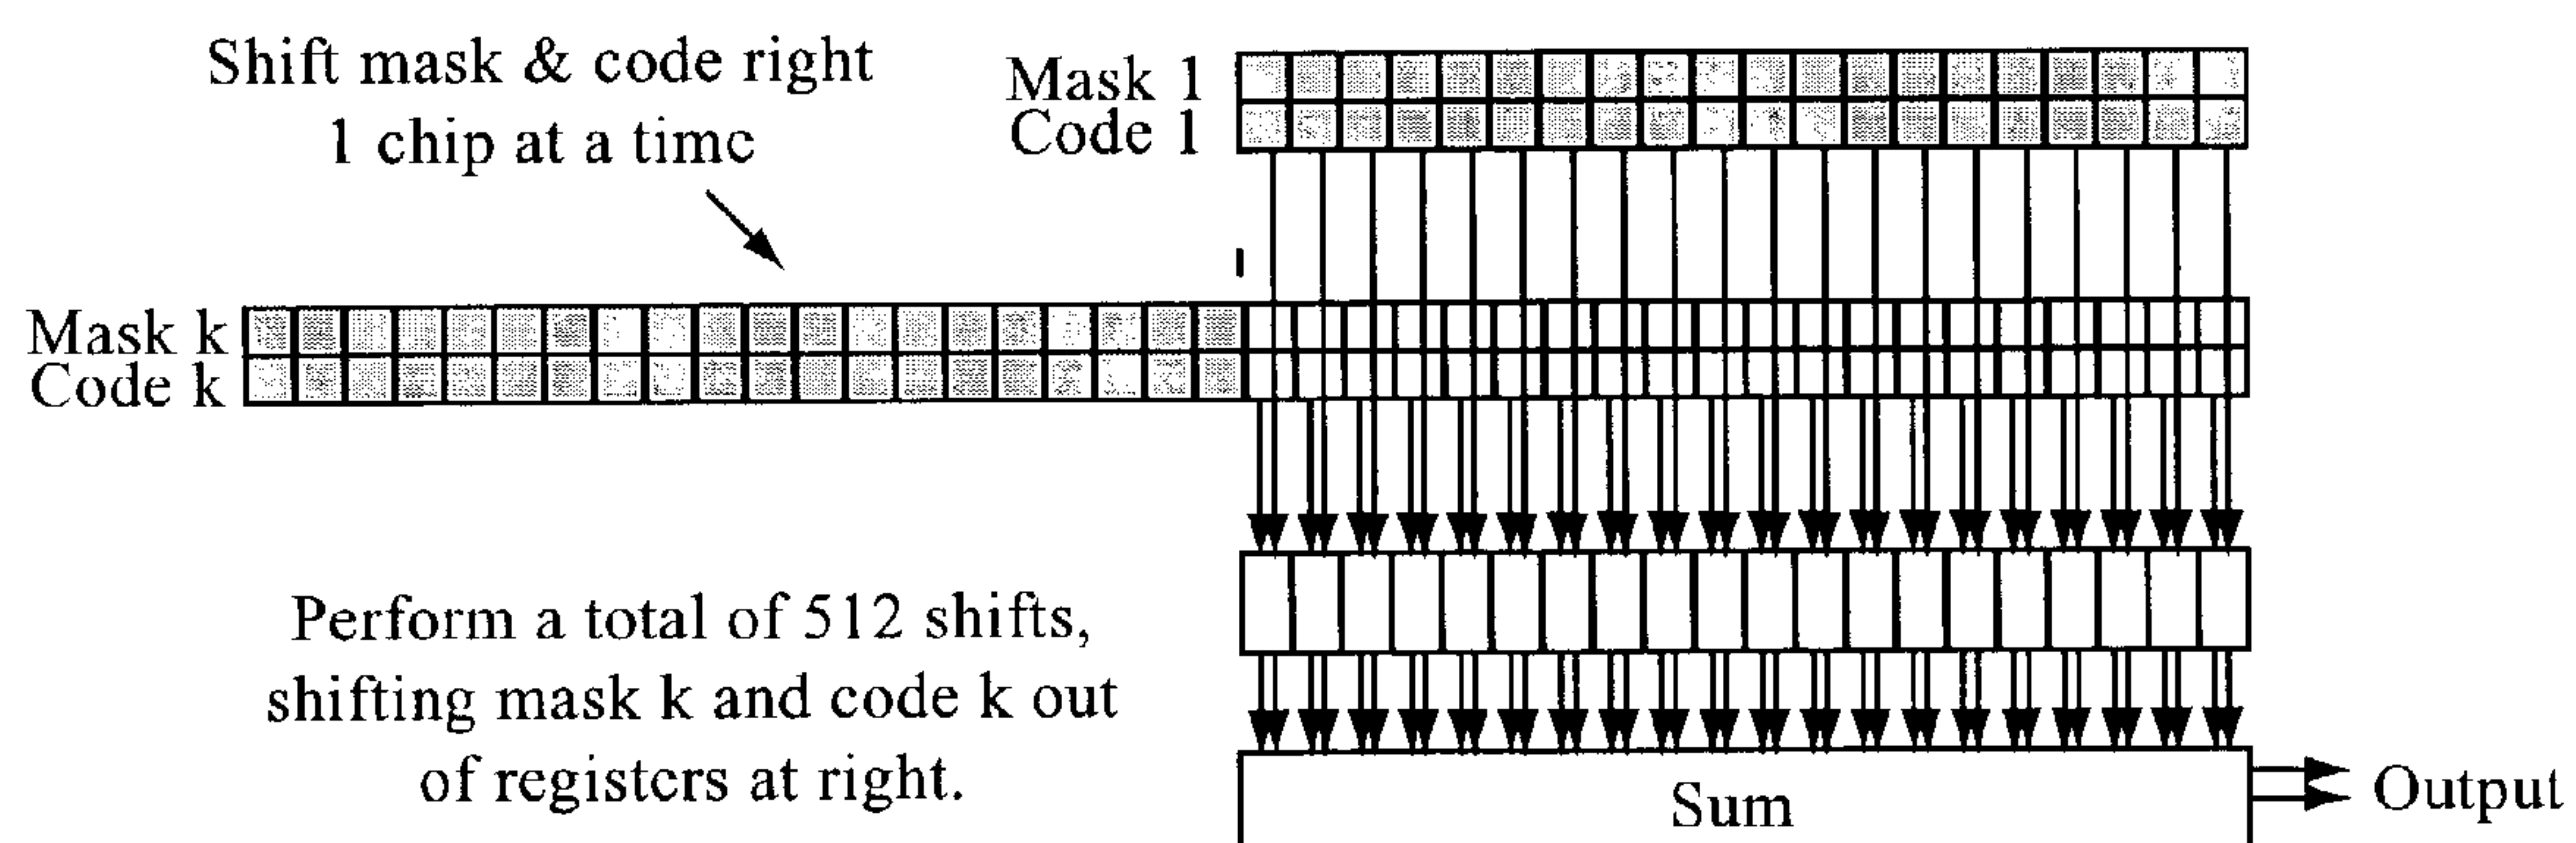 Shift mask & code right
1 chip at a time
Mask 1
Code 1
Mask k
Code k
Perform a total of 512 shifts,
shifting mask k and code k out
of registers at right.
Sum
Output